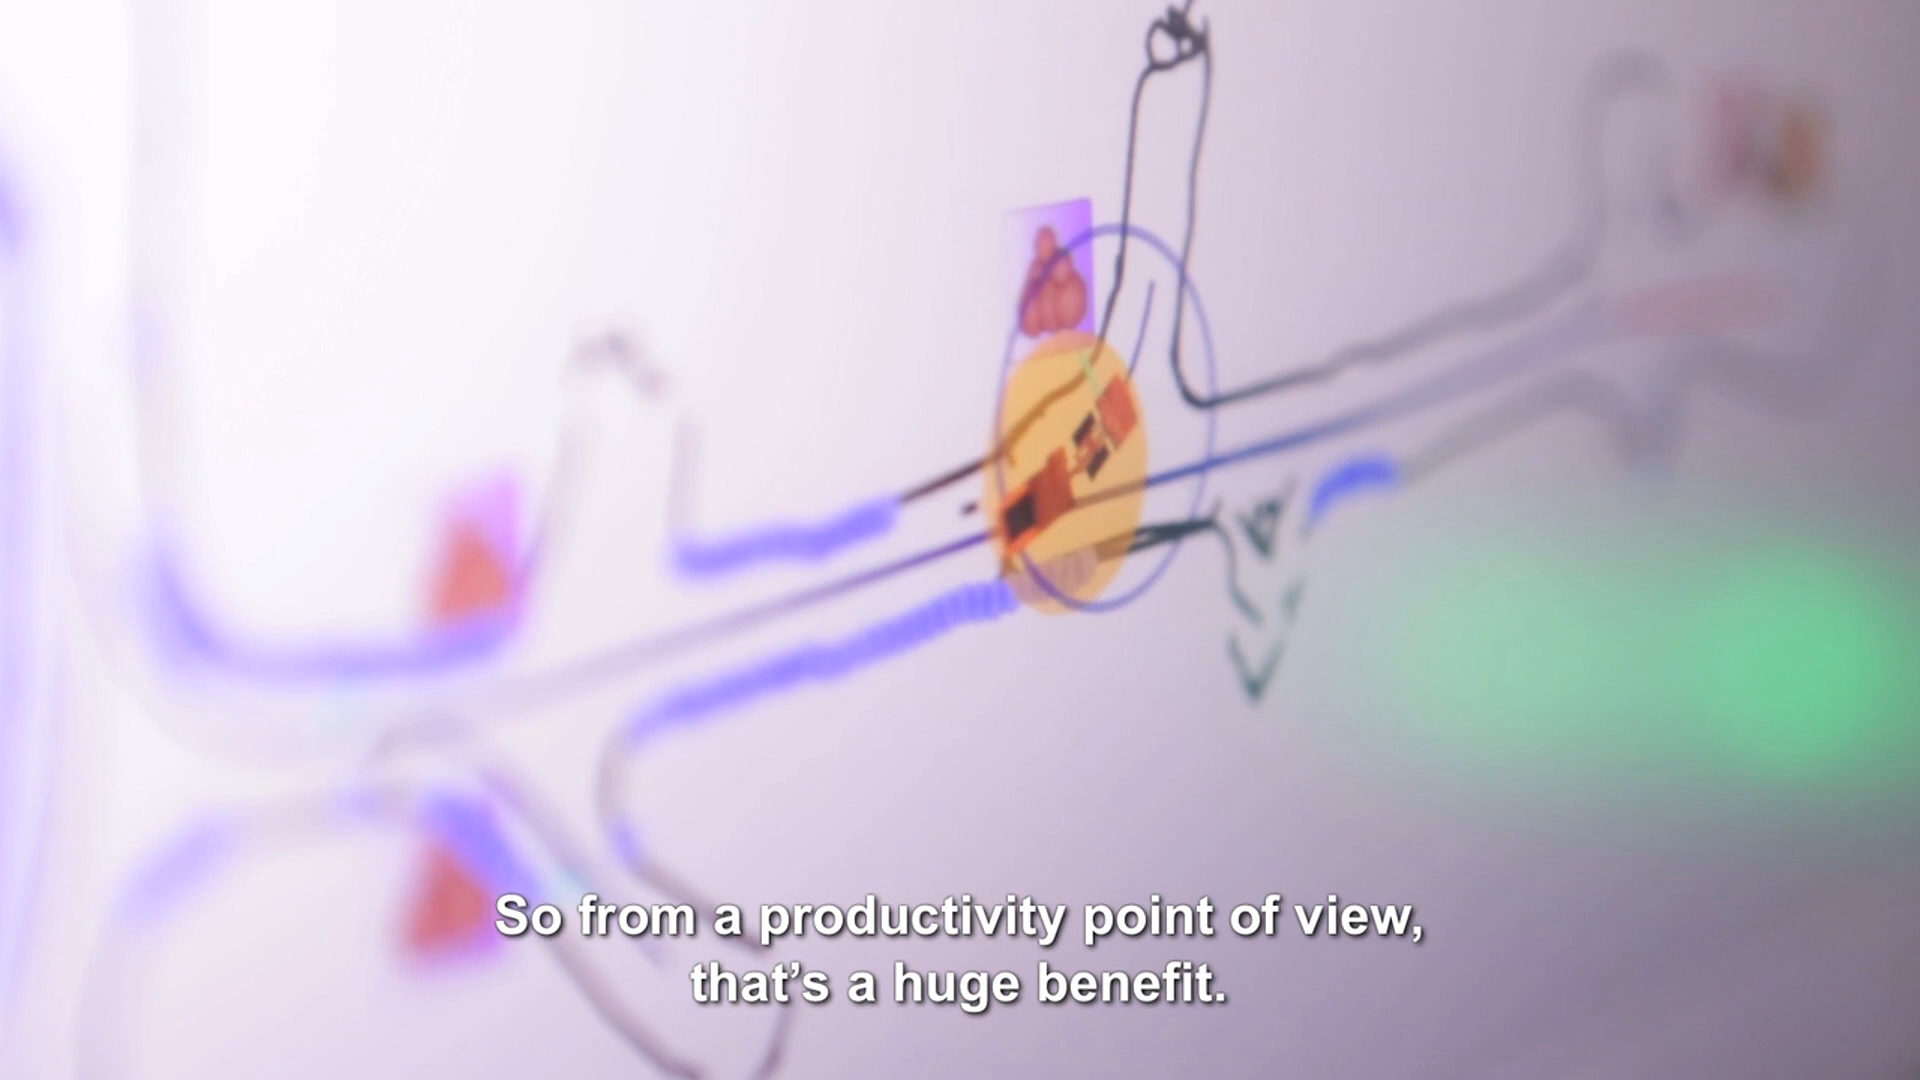 So from a productivity point of view,
that's a huge benefit.